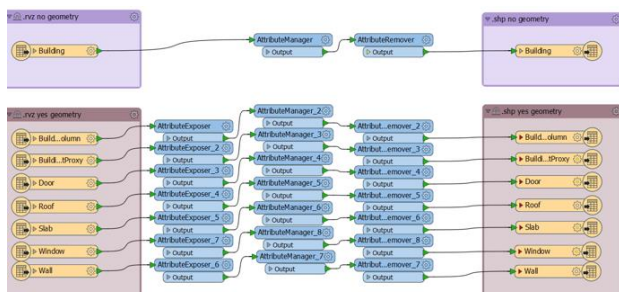 .rvz no geometry
Building
AttributeManager
Output
AttributeRemover
Output
.shp no geometry
Building
.rvz yes geometry
Build...olumn
Buildi...tProxy
Door
Roof
Slab
Window
Wall
AttributeExposer
Output
AttributeExposer_2
Output
AttributeExposer_3
Output
AttributeExposer_4
Output
AttributeExposer_5
Output
AttributeExposer_7
Output
AttributeExposer_6
Output
AttributeManager_2
Output
AttributeManager_3
Output
AttributeManager_4
Output
AttributeManager_5
Output
AttributeManager_6
Output
AttributeManager_8
Output
AttributeManager_7
Output
Attribut...emover_2
Output
Attribut...emover_3
Output
Attribut...emover_4
Output
Attribut...emover_5
Output
Attribut...emover_6
Output
Attribut...emover_8
Output
Attribut...emover_7
Output
.shp yes geometry
Build...olumn
Buildi...tProxy
Door
Roof
Slab
Window
Wall